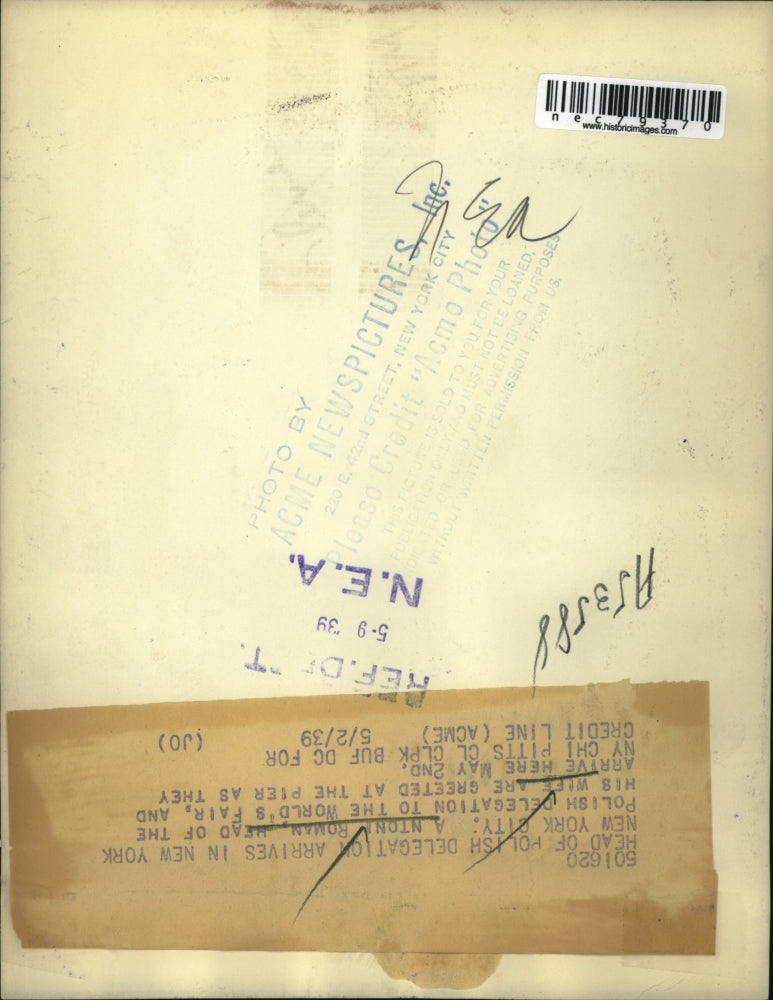 nec79370
www.historicimages.com
NEA
PHOTO BY
ACME NEWSPICTURES, Inc.
220 E. 42nd STREET, NEW YORK CITY
Please Credit "Acme Photo"
THIS PICTURE IS SOLD TO YOU FOR YOUR
PUBLICATION ONLY AND MUST NOT BE LOANED,
USED FOR ADVERTISING PURPOSES
WITHOUT WRITTEN PERMISSION FROM US.
N.E.A.
5-9 '39
REF. DE T.
A53588
501620
HEAD OF POLISH DELEGATION ARRIVES IN NEW YORK
NEW YORK CITY: A NTONI ROMAN, HEAD OF THE
POLISH DELEGATION TO THE WORLD'S FAIR, AND
HIS WIFE ARE GREETED AT THE PIER AS THEY
ARRIVE HERE MAY 2ND.
NY CHI PITTS CL CLPK BUF DC FOR
CREDIT LINE (ACME) 5/2/39 (JO)